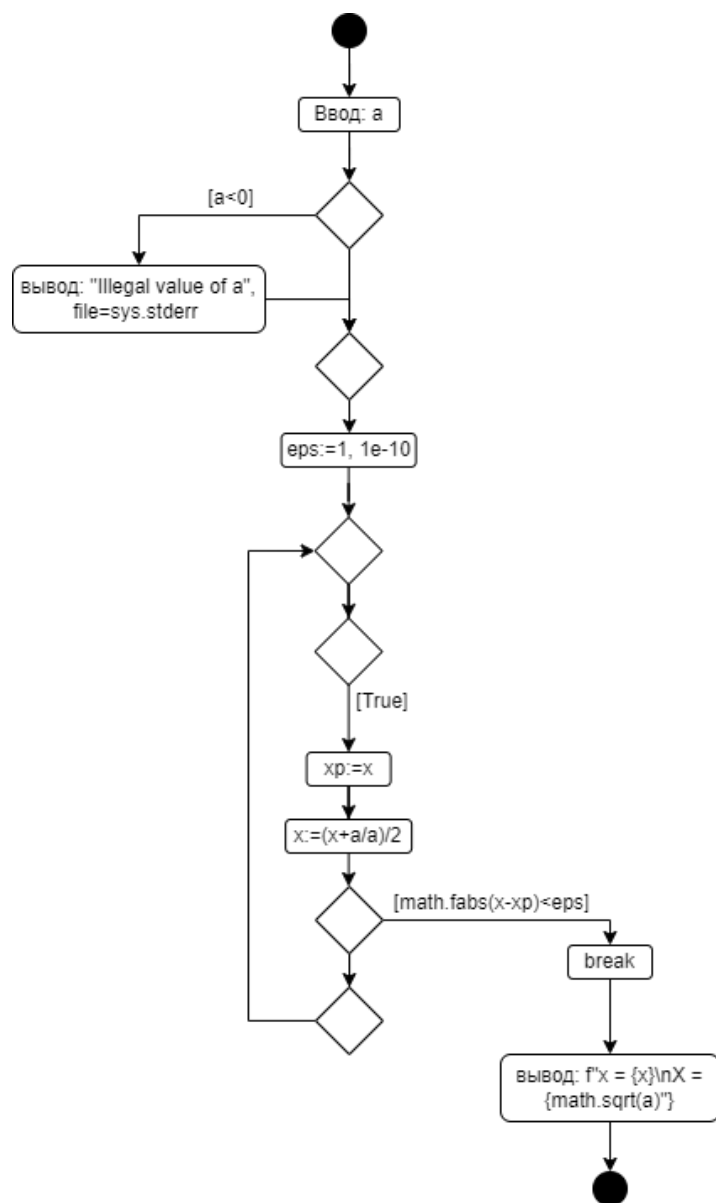 Ввод: а
[a<0]
вывод: "Illegal value of a",
file=sys.stderr
eps:=1, 1e-10
[True]
xp:=x
x:=(x+a/a)/2
[math.fabs(x-xp)<eps]
break
вывод: f"x = {x}\nX =
{math.sqrt(a)"}